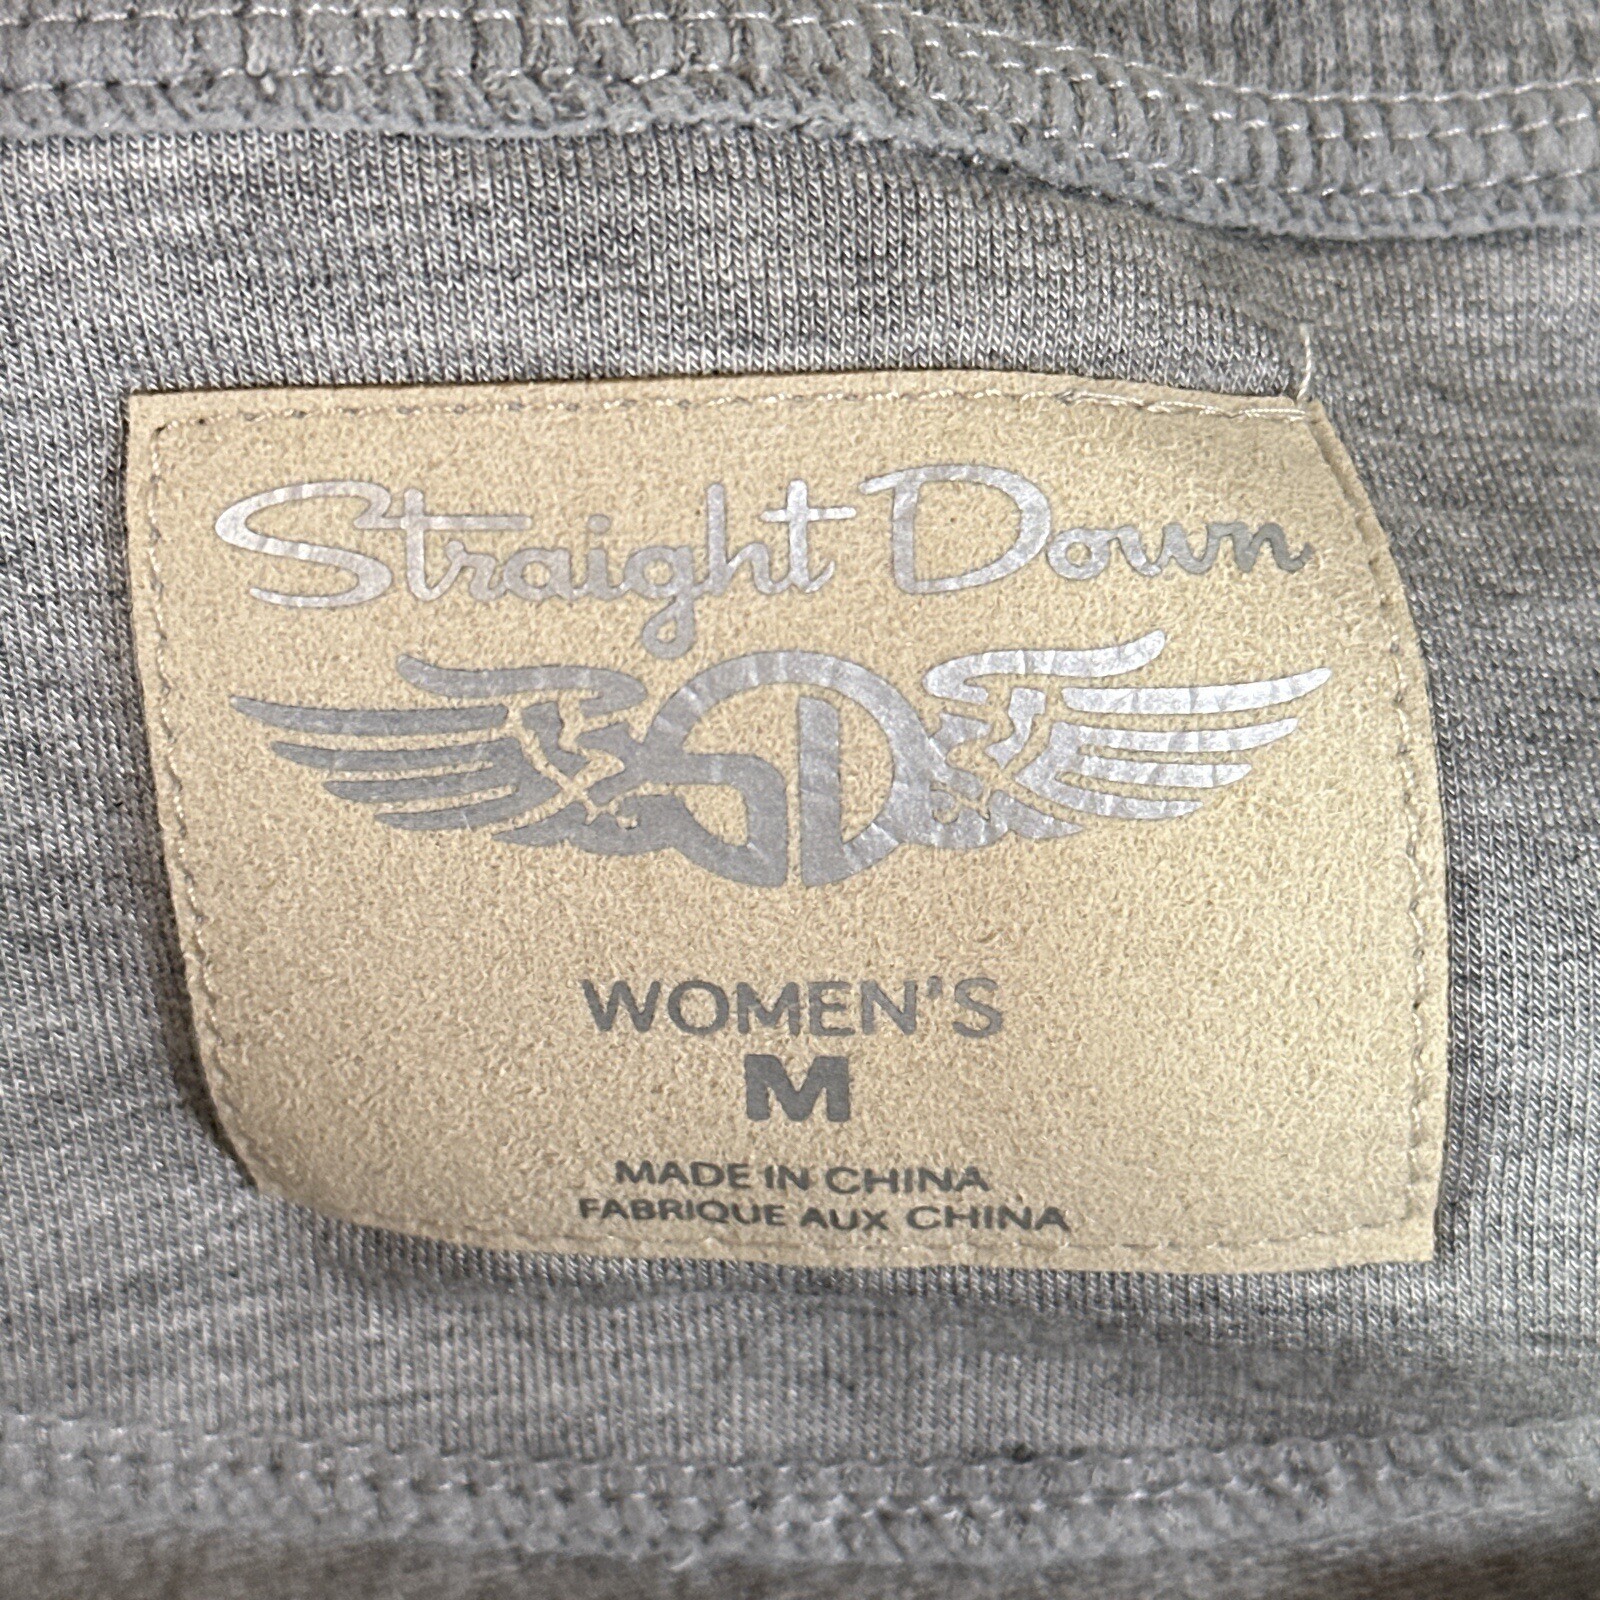 Straight Down
SD
WOMEN'S
M
MADE IN CHINA
FABRIQUE AUX CHINA